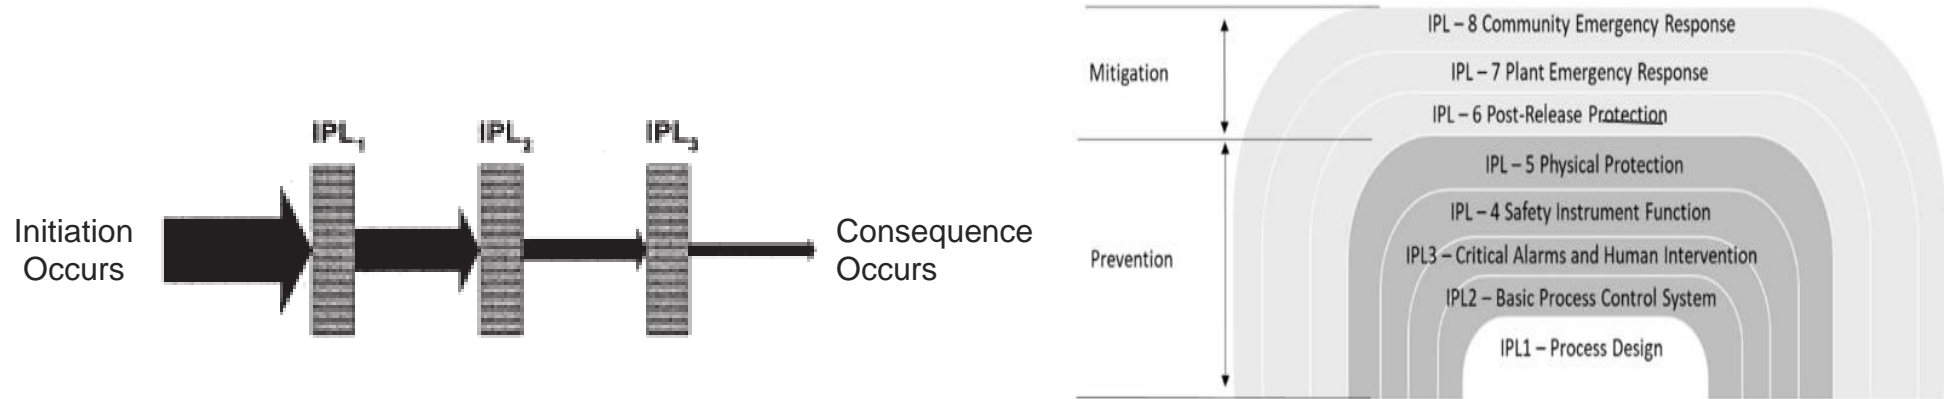 IPL₁
IPL₂
IPL₃
Initiation
Occurs
Consequence
Occurs
Mitigation
Prevention
IPL – 8 Community Emergency Response
IPL – 7 Plant Emergency Response
IPL – 6 Post-Release Protection
IPL – 5 Physical Protection
IPL – 4 Safety Instrument Function
IPL3 – Critical Alarms and Human Intervention
IPL2 – Basic Process Control System
IPL1 – Process Design